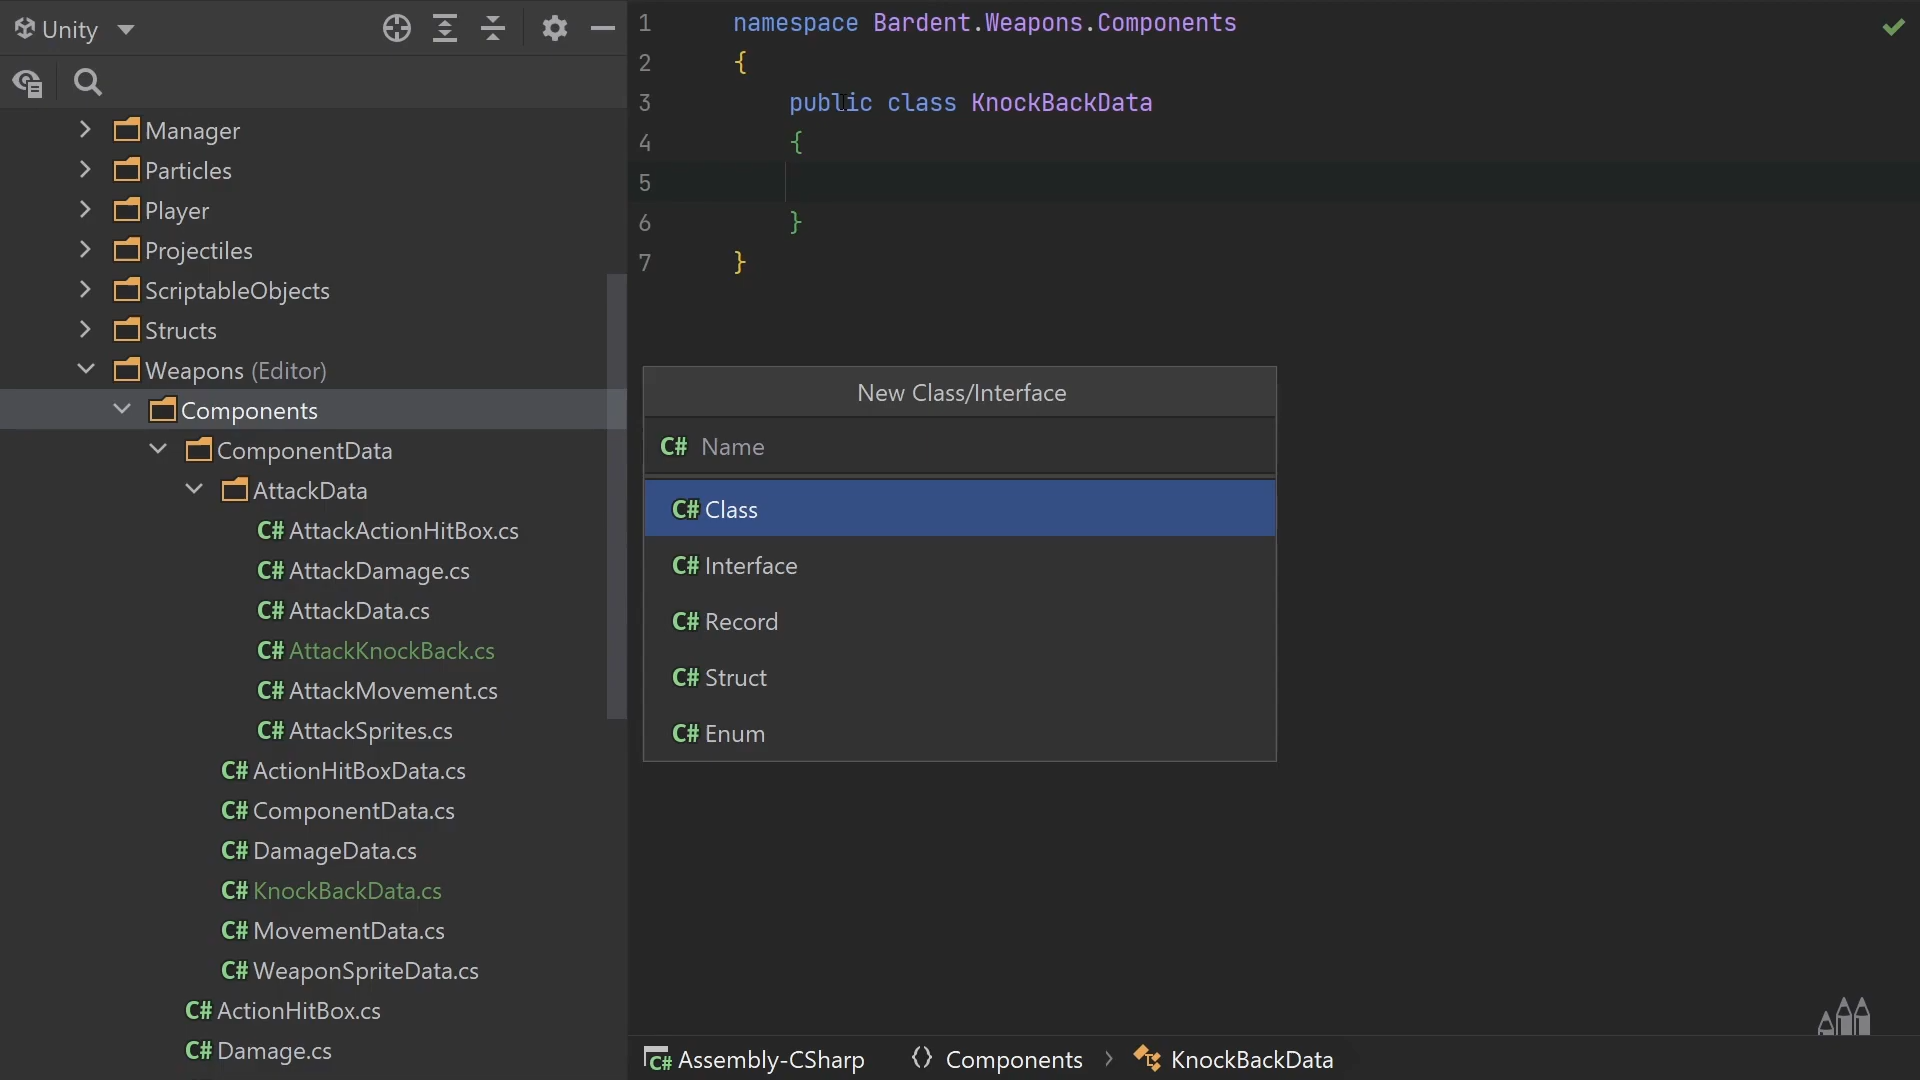 Unity
Manager
Particles
Player
Projectiles
ScriptableObjects
Structs
Weapons (Editor)
Components
ComponentData
AttackData
C# AttackActionHitBox.cs
C# AttackDamage.cs
C# AttackData.cs
C# AttackKnockBack.cs
C# AttackMovement.cs
C# AttackSprites.cs
C# ActionHitBoxData.cs
C# ComponentData.cs
C# DamageData.cs
C# KnockBackData.cs
C# MovementData.cs
C# WeaponSpriteData.cs
C# ActionHitBox.cs
C# Damage.cs
1 namespace Bardent.Weapons.Components
2 {
3 public class KnockBackData
4 {
5
6 }
7 }
New Class/Interface
C# Name
C# Class
C# Interface
C# Record
C# Struct
C# Enum
C# Assembly-CSharp {} Components > KnockBackData